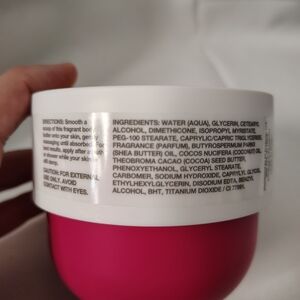 DIRECTIONS: Smooth a
scoop of this fragrant body
butter onto your skin, gently
massaging until absorbed. For
best results, apply after a bath
or shower while your skin is
still damp.
CAUTION: FOR EXTERNAL
USE ONLY. AVOID
CONTACT WITH EYES.
INGREDIENTS: WATER (AQUA), GLYCERIN, CETEARYL
ALCOHOL, DIMETHICONE, ISOPROPYL MYRISTATE,
PEG-100 STEARATE, CAPRYLIC/CAPRIC TRIGLYCERIDE,
FRAGRANCE (PARFUM), BUTYROSPERMUM PARKII
(SHEA BUTTER) OIL, COCOS NUCIFERA (COCONUT) OIL,
THEOBROMA CACAO (COCOA) SEED BUTTER,
PHENOXYETHANOL, GLYCERYL STEARATE,
CARBOMER, SODIUM HYDROXIDE, CAPRYLYL GLYCOL,
ETHYLHEXYLGLYCERIN, DISODIUM EDTA, BENZYL
ALCOHOL, BHT, TITANIUM DIOXIDE / CI 77891.